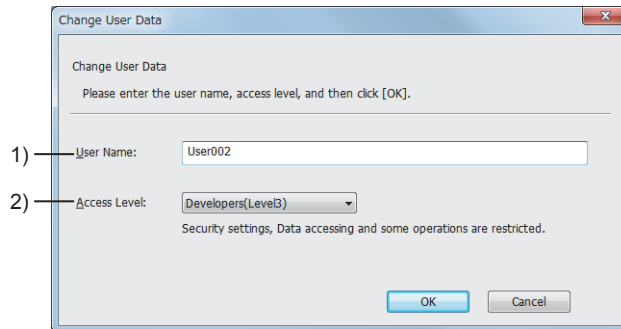 Change User Data
Change User Data
Please enter the user name, access level, and then click [OK].
1) User Name: User002
2) Access Level: Developers(Level3)
Security settings, Data accessing and some operations are restricted.
OK Cancel